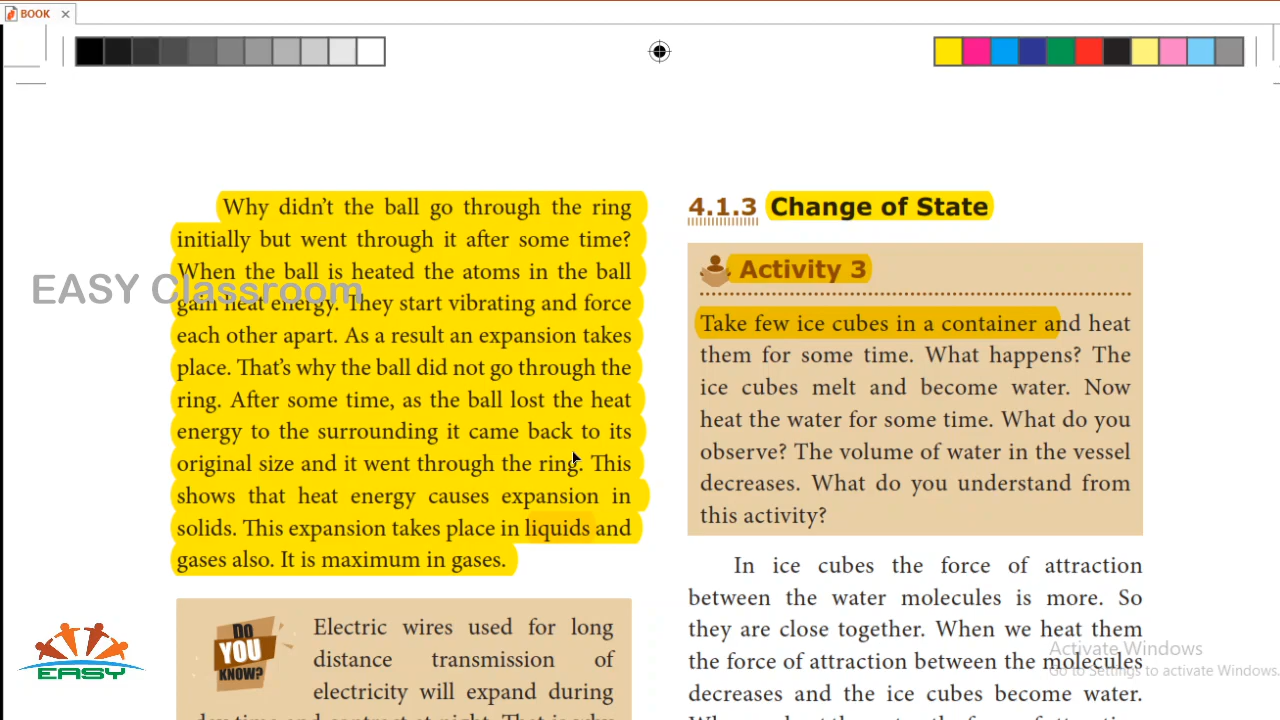 BOOK
Why didn't the ball go through the ring
initially but went through it after some time?
When the ball is heated the atoms in the ball
gain heat energy. They start vibrating and force
each other apart. As a result an expansion takes
place. That's why the ball did not go through the
ring. After some time, as the ball lost the heat
energy to the surrounding it came back to its
original size and it went through the ring. This
shows that heat energy causes expansion in
solids. This expansion takes place in liquids and
gases also. It is maximum in gases.
EASY Classroom
DO
YOU
KNOW?
Electric wires used for long
distance transmission of
electricity will expand during
day time and contract at night. That is why
EASY
4.1.3 Change of State
Activity 3
Take few ice cubes in a container and heat
them for some time. What happens? The
ice cubes melt and become water. Now
heat the water for some time. What do you
observe? The volume of water in the vessel
decreases. What do you understand from
this activity?
In ice cubes the force of attraction
between the water molecules is more. So
they are close together. When we heat them
the force of attraction between the molecules
decreases and the ice cubes become water.
Activate Windows
Go to Settings to activate Windows.